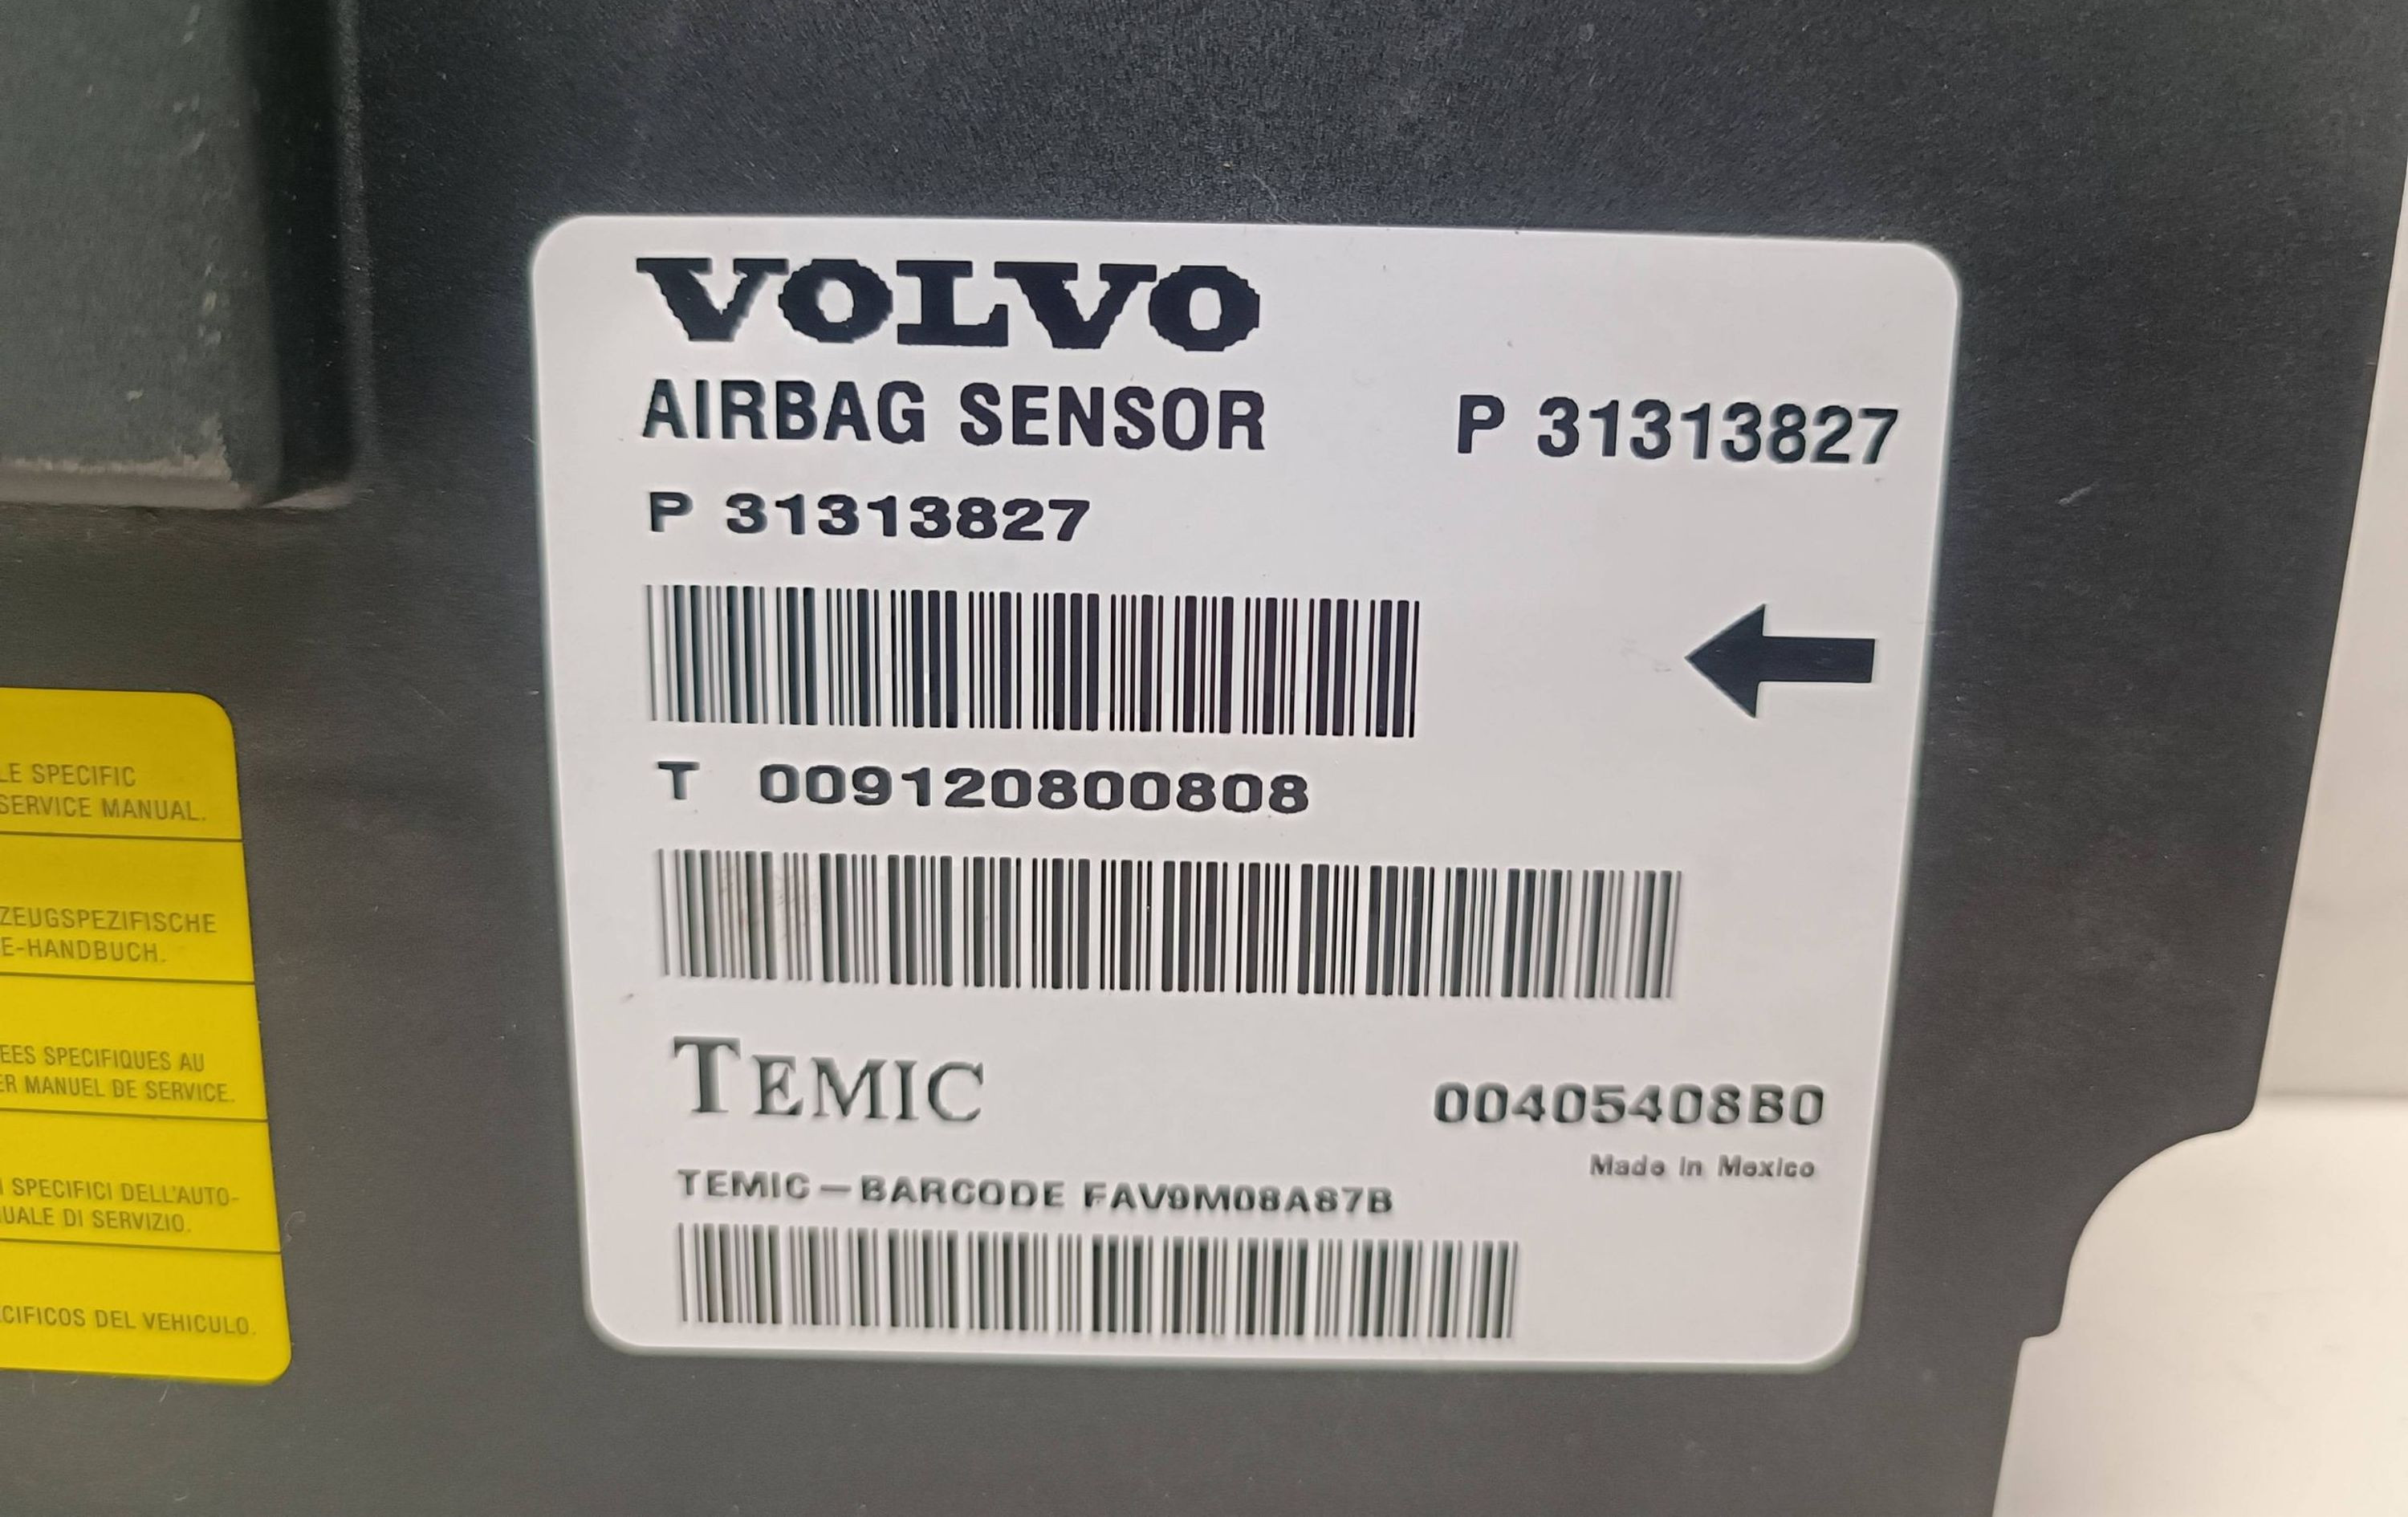 VOLVO
AIRBAG SENSOR
P 31313827
P 31313827
T 009120800808
TEMIC
00405408B0
Made in Mexico
TEMIC-BARCODE FAV9M08A87B
LE SPECIFIC
SERVICE MANUAL.
ZEUGSPEZIFISCHE
E-HANDBUCH.
EES SPECIFIQUES AU
ER MANUEL DE SERVICE.
I SPECIFICI DELL'AUTO-
UALE DI SERVIZIO.
CIFICOS DEL VEHICULO.